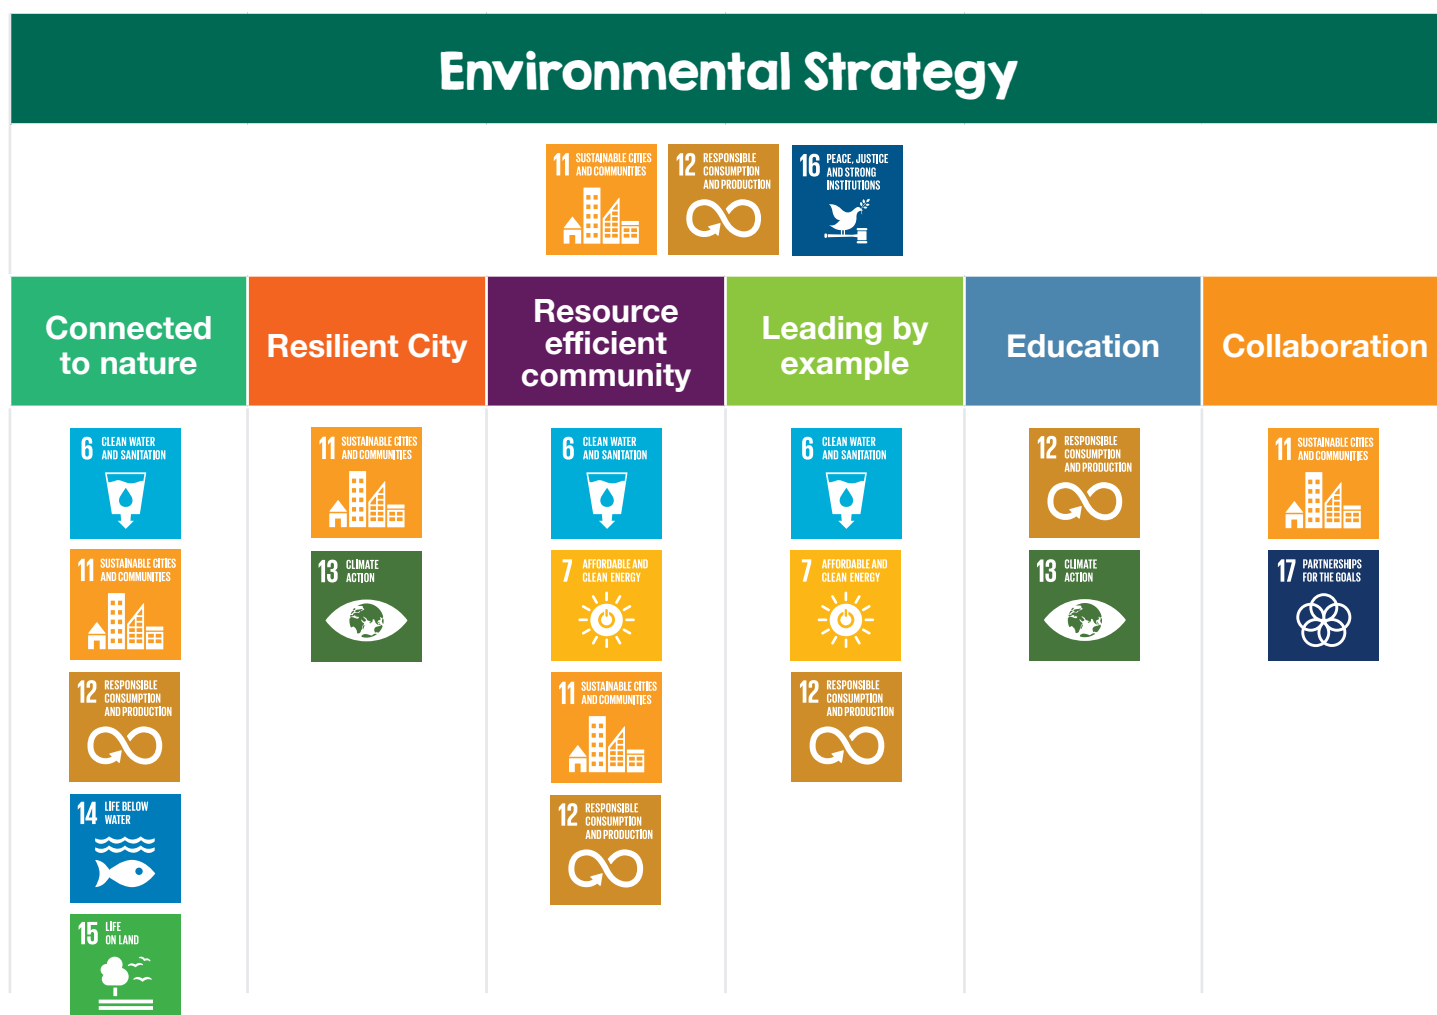 Environmental Strategy
11 SUSTAINABLE CITIES
AND COMMUNITIES
12 RESPONSIBLE
CONSUMPTION
AND PRODUCTION
16 PEACE, JUSTICE
AND STRONG
INSTITUTIONS
Connected
to nature
Resilient City
Resource
efficient
community
Leading by
example
Education
Collaboration
6 CLEAN WATER
AND SANITATION
11 SUSTAINABLE CITIES
AND COMMUNITIES
12 RESPONSIBLE
CONSUMPTION
AND PRODUCTION
14 LIFE BELOW
WATER
15 LIFE
ON LAND
11 SUSTAINABLE CITIES
AND COMMUNITIES
13 CLIMATE
ACTION
6 CLEAN WATER
AND SANITATION
7 AFFORDABLE AND
CLEAN ENERGY
11 SUSTAINABLE CITIES
AND COMMUNITIES
12 RESPONSIBLE
CONSUMPTION
AND PRODUCTION
6 CLEAN WATER
AND SANITATION
7 AFFORDABLE AND
CLEAN ENERGY
12 RESPONSIBLE
CONSUMPTION
AND PRODUCTION
12 RESPONSIBLE
CONSUMPTION
AND PRODUCTION
13 CLIMATE
ACTION
11 SUSTAINABLE CITIES
AND COMMUNITIES
17 PARTNERSHIPS
FOR THE GOALS